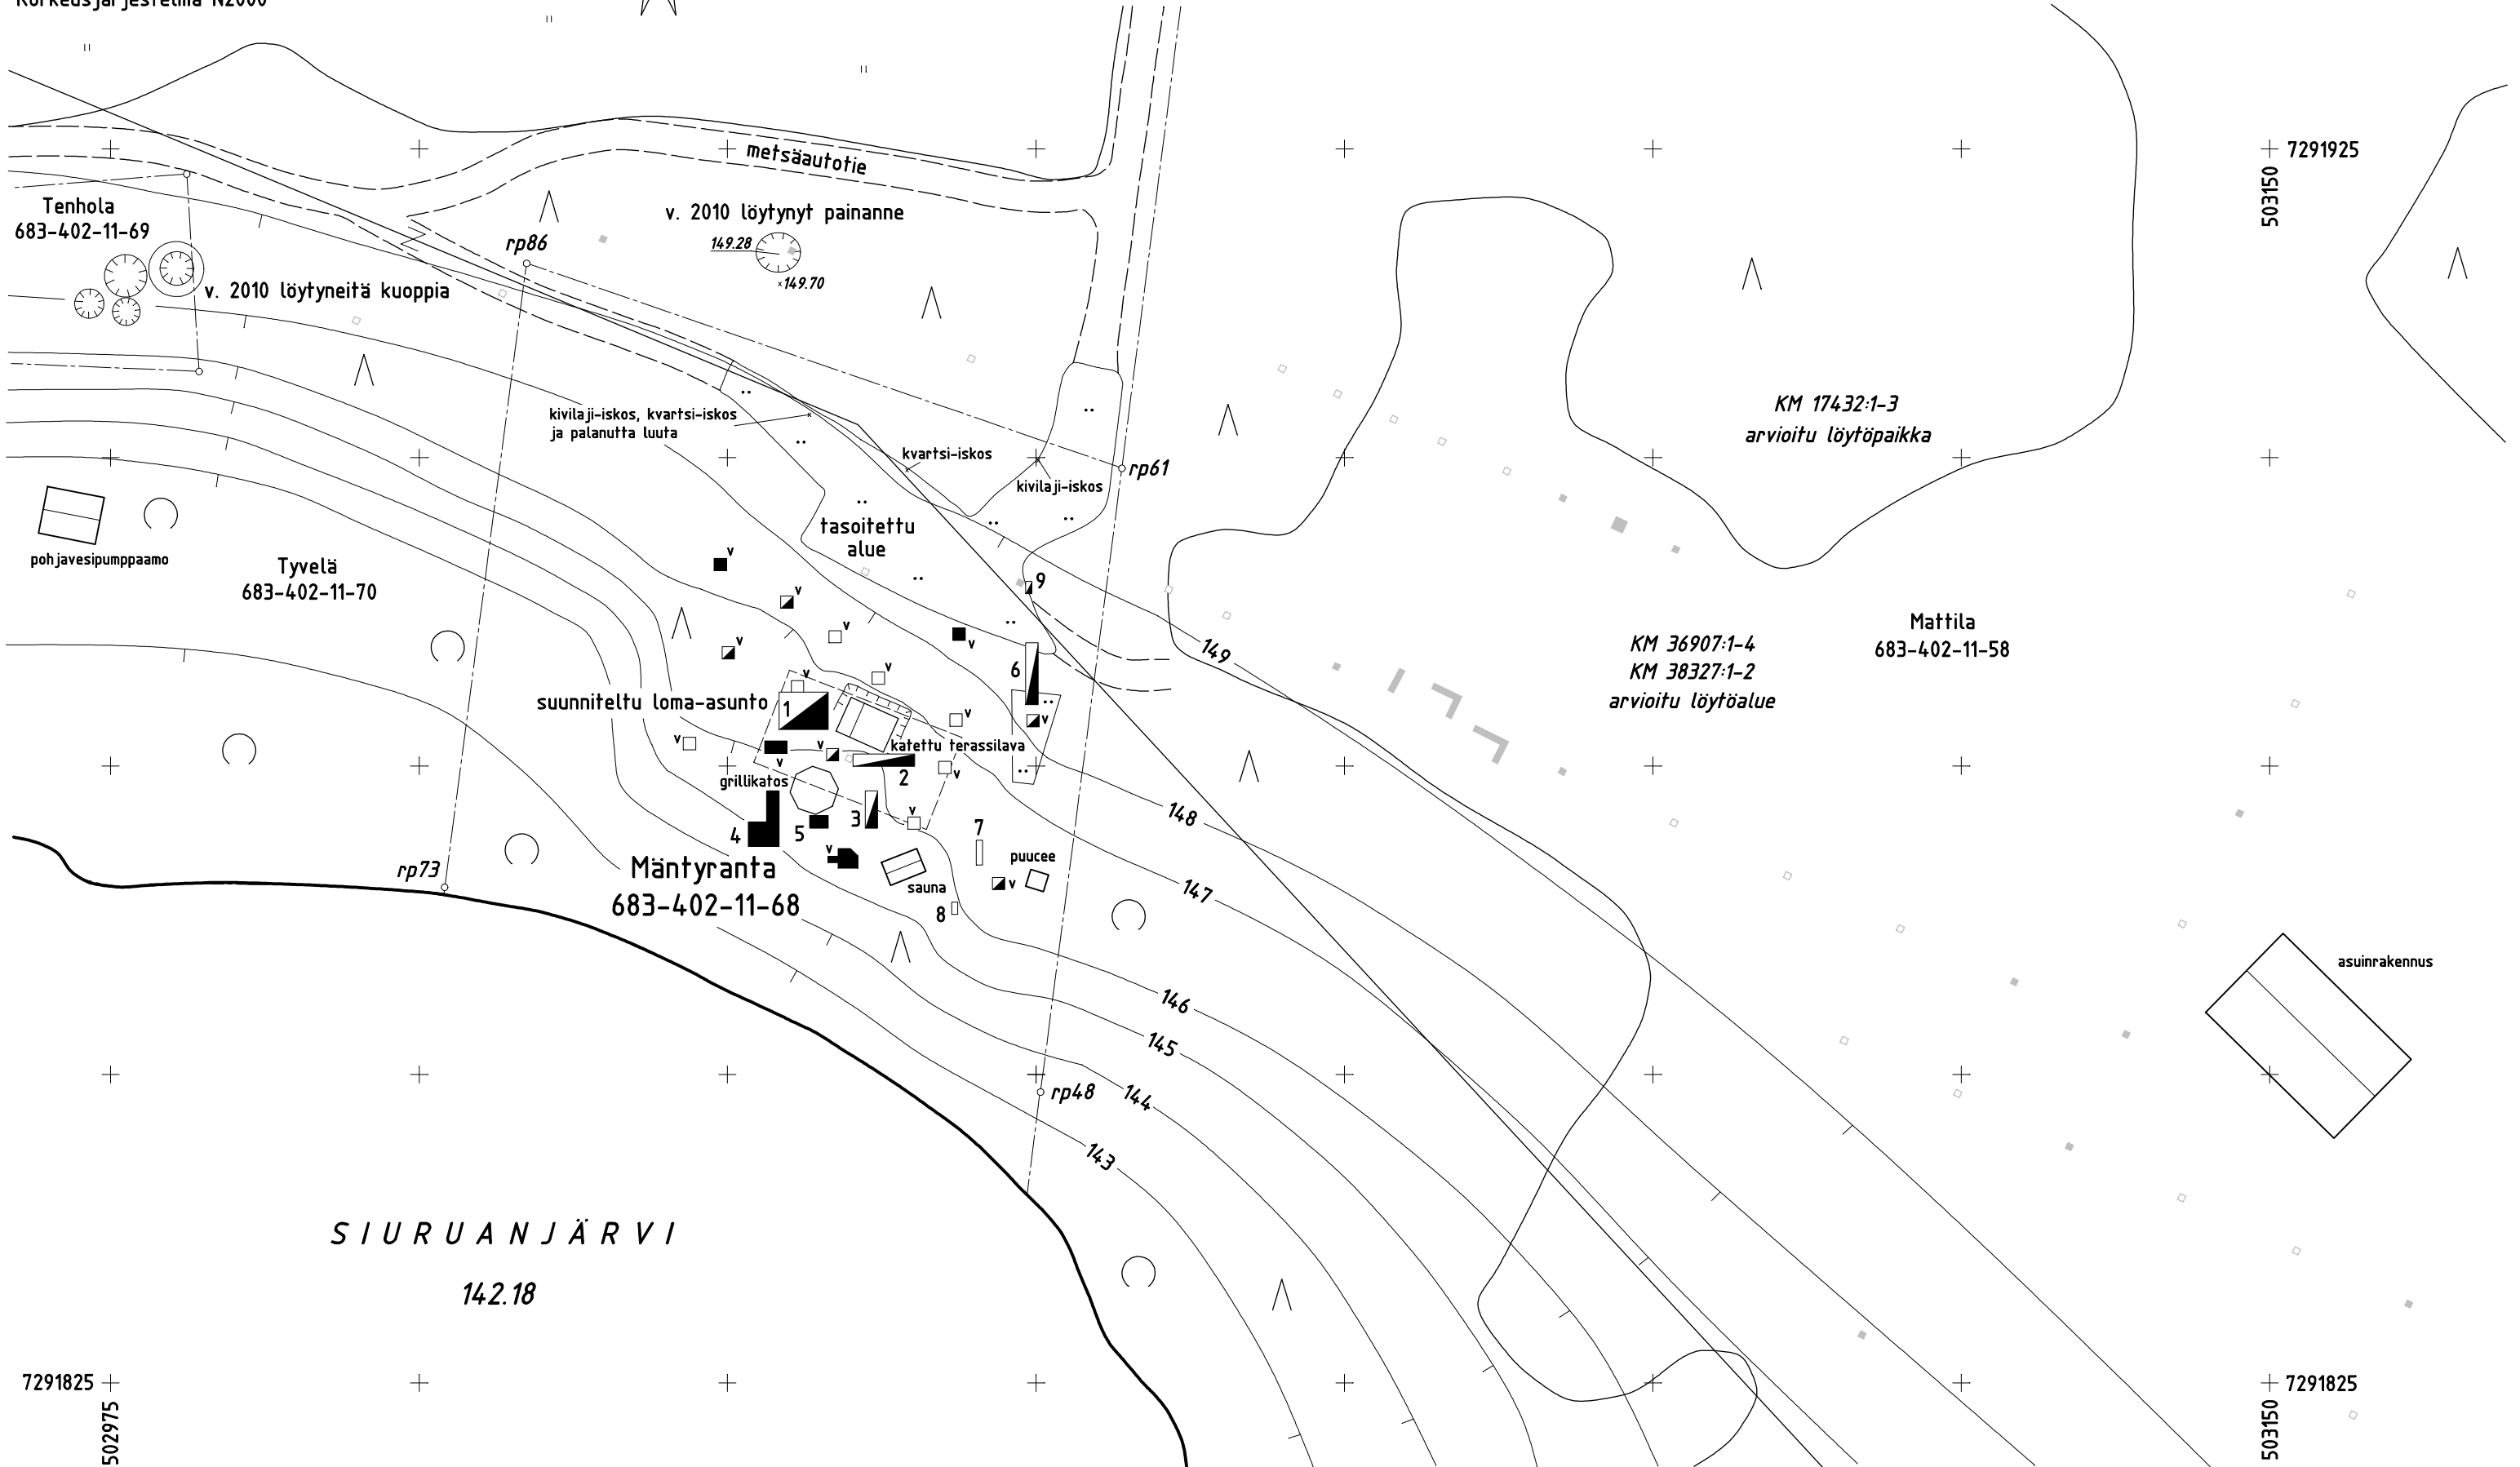 Korkeusjärjestelmä N2000
metsäautotie
7291925
503150
Tenhola
683-402-11-69
v. 2010 löytynyt painanne
rp86
149.28
149.70
v. 2010 löytyneitä kuoppia
kivilaji-iskos, kvartsi-iskos
ja palanutta luuta
KM 17432:1-3
arvioitu löytöpaikka
kvartsi-iskos
rp61
kivilaji-iskos
tasoitettu
alue
pohjavesipumppaamo
Tyvelä
683-402-11-70
v
v
9
v
v
v
v
6
149
KM 36907:1-4
KM 38327:1-2
arvioitu löytöalue
Mattila
683-402-11-58
v
v
suunniteltu loma-asunto
1
v
v
v
v
katettu terassilava
v
v
2
grillikatos
148
4
5
3
v
7
v
puucee
rp73
Mäntyranta
683-402-11-68
sauna
v
8
147
asuinrakennus
146
145
rp48
144
143
SIURUANJÄRVI
142.18
7291825
502975
7291825
503150